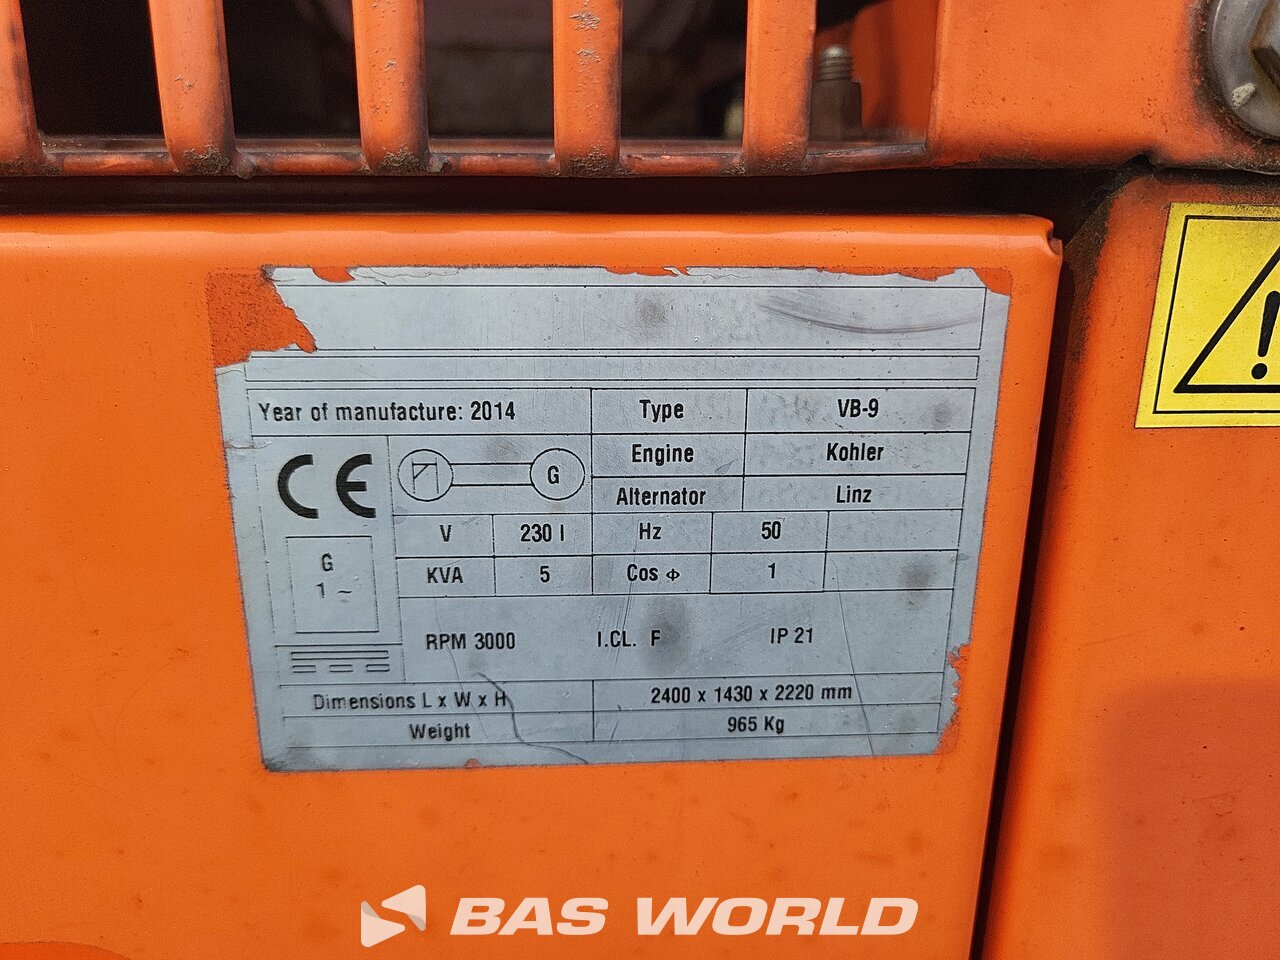 Year of manufacture: 2014 Type VB-9
Engine Kohler
CE G
Alternator Linz
V 230 I Hz 50
G
1 ~
KVA 5 Cos Φ 1
RPM 3000 I.CL. F IP 21
Dimensions L x W x H 2400 x 1430 x 2220 mm
Weight 965 Kg
!
BAS WORLD